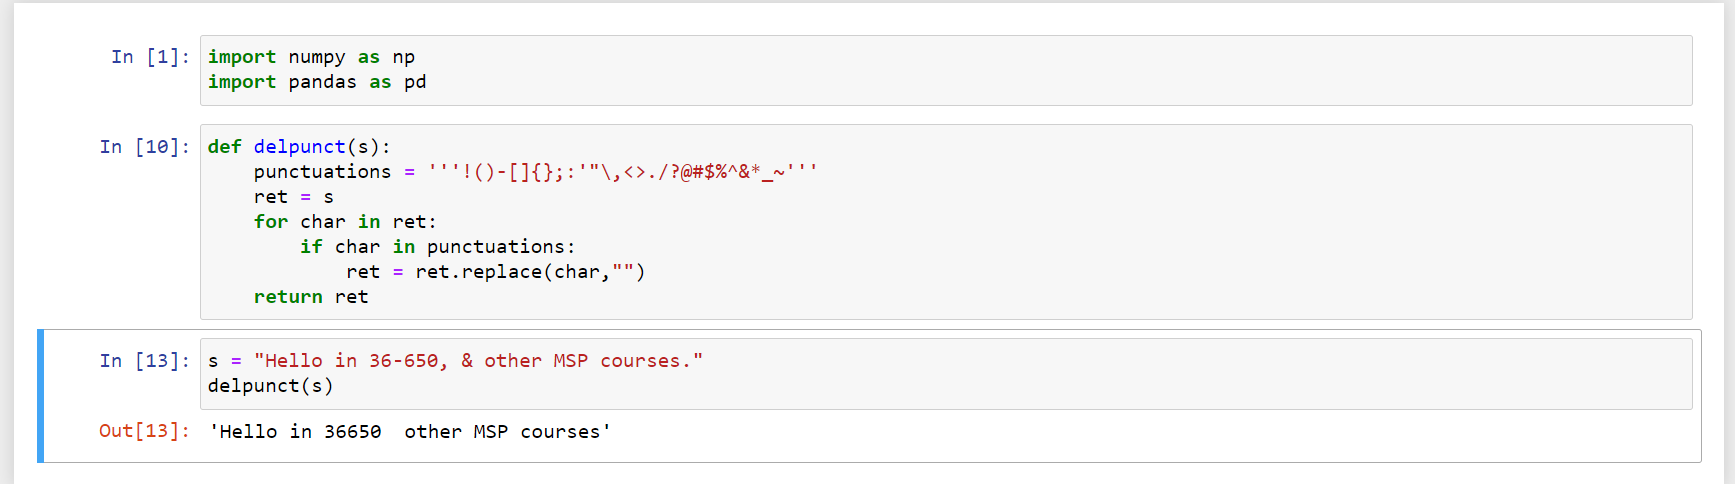 In [1]: import numpy as np
import pandas as pd
In [10]: def delpunct(s):
    punctuations = '''!()-[]{};:'"\,<>./?@#$%^&*_~'''
    ret = s
    for char in ret:
        if char in punctuations:
            ret = ret.replace(char,"")
    return ret
In [13]: s = "Hello in 36-650, & other MSP courses."
delpunct(s)
Out[13]: 'Hello in 36650  other MSP courses'